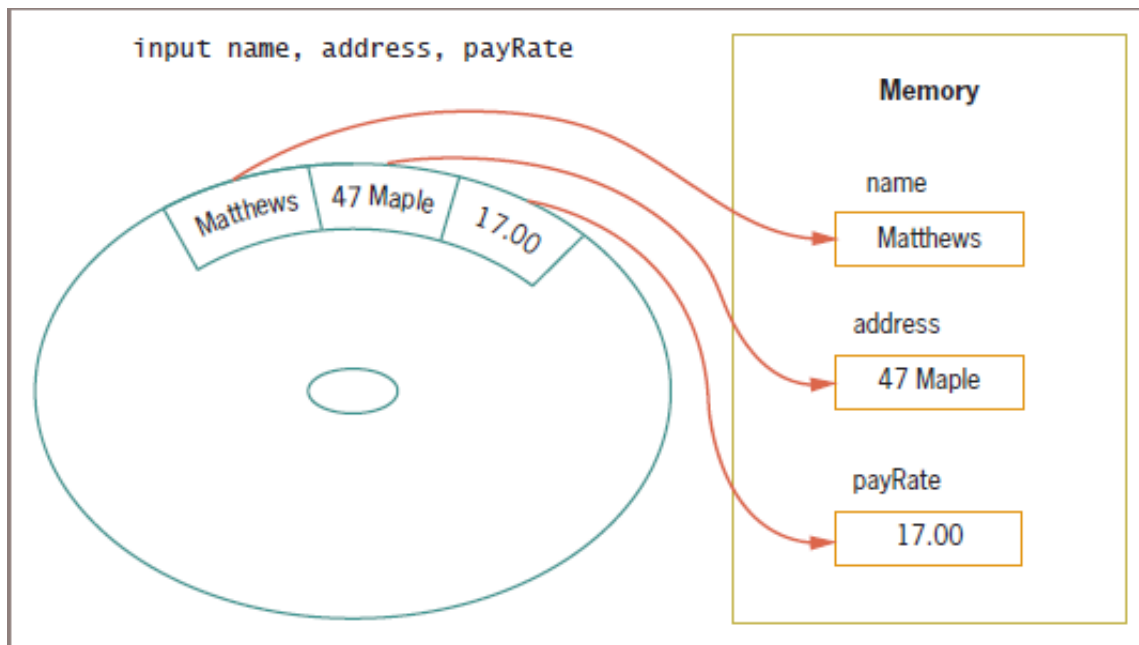 input name, address, payRate
Memory
Matthews
47 Maple
17.00
name
Matthews
address
47 Maple
payRate
17.00